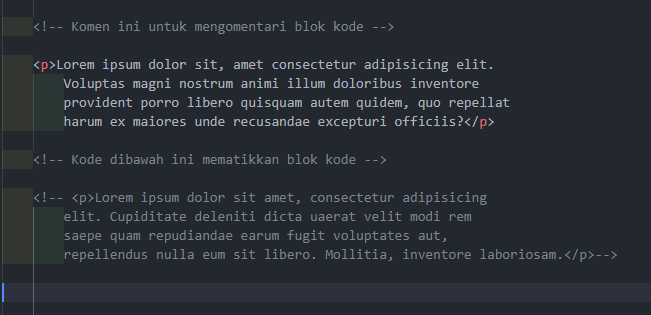 <!-- Komen ini untuk mengomentari blok kode -->
<p>Lorem ipsum dolor sit, amet consectetur adipisicing elit.
Voluptas magni nostrum animi illum doloribus inventore
provident porro libero quisquam autem quidem, quo repellat
harum ex maiores unde recusandae excepturi officiis?</p>
<!-- Kode dibawah ini mematikkan blok kode -->
<!-- <p>Lorem ipsum dolor sit amet, consectetur adipisicing
elit. Cupiditate deleniti dicta uaerat velit modi rem
saepe quam repudiandae earum fugit voluptates aut,
repellendus nulla eum sit libero. Mollitia, inventore laboriosam.</p>-->